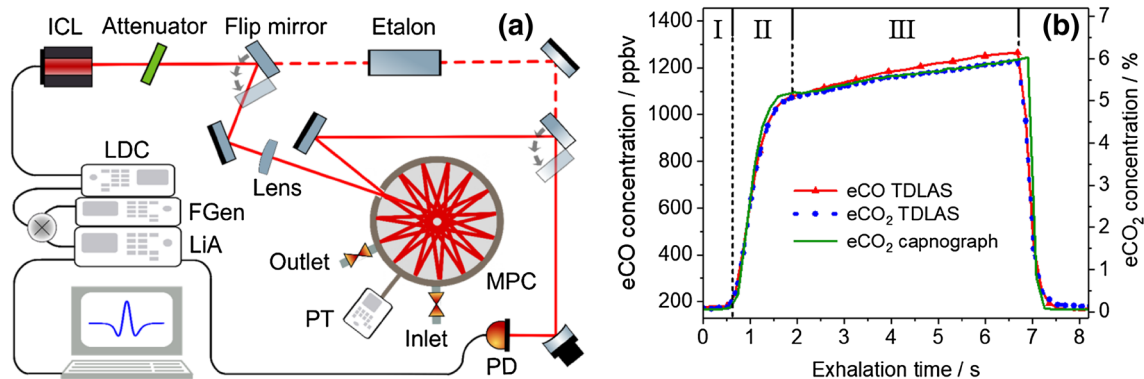 (a)
ICL
Attenuator
Flip mirror
Etalon
Lens
LDC
FGen
LiA
Outlet
PT
Inlet
MPC
PD
(b)
I
II
III
eCO concentration / ppbv
1400
1200
1000
800
600
400
200
eCO TDLAS
eCO₂ TDLAS
eCO₂ capnograph
7
6
5
4
3
2
1
0
eCO₂ concentration / %
0 1 2 3 4 5 6 7 8
Exhalation time / s